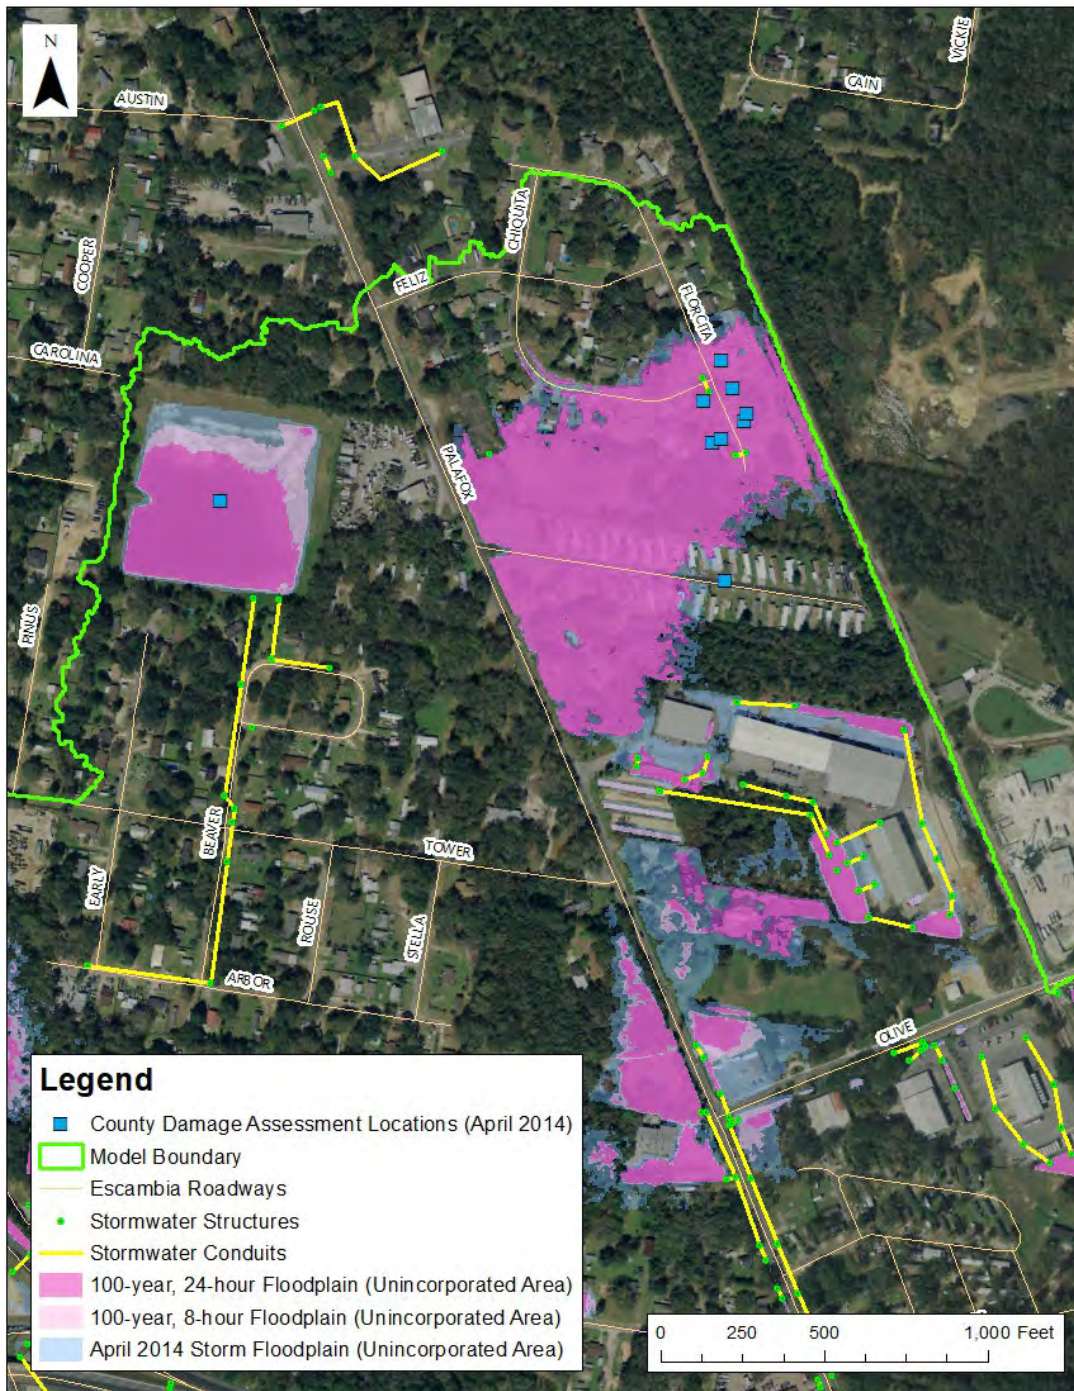 N
VICKIE
CAIN
AUSTIN
CHIQUITA
COOPER
FELIZ
FLORCITA
CAROLINA
PALAFOX
PINUS
BEAVER
TOWER
EARLY
ROUSE
STELLA
ARBOR
OLIVE
Legend
County Damage Assessment Locations (April 2014)
Model Boundary
Escambia Roadways
Stormwater Structures
Stormwater Conduits
100-year, 24-hour Floodplain (Unincorporated Area)
100-year, 8-hour Floodplain (Unincorporated Area)
April 2014 Storm Floodplain (Unincorporated Area)
0 250 500 1,000 Feet